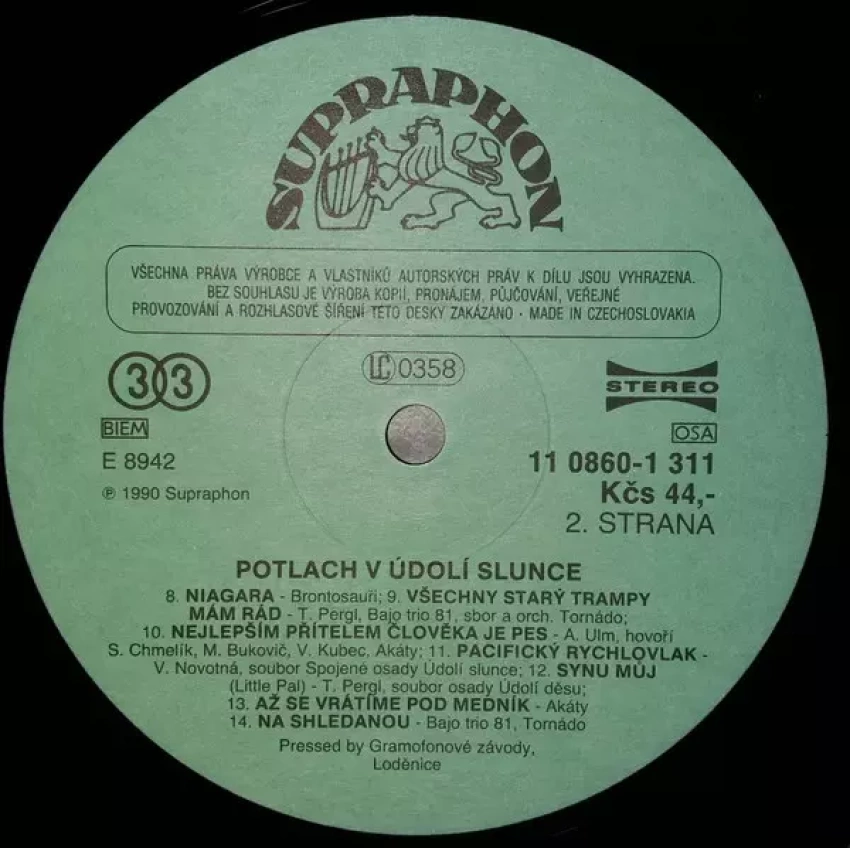 SUPRAPHON
VŠECHNA PRÁVA VÝROBCE A VLASTNÍKŮ AUTORSKÝCH PRÁV K DÍLU JSOU VYHRAZENA.
BEZ SOUHLASU JE VÝROBA KOPIÍ, PRONÁJEM, PŮJČOVÁNÍ, VEŘEJNÉ
PROVOZOVÁNÍ A ROZHLASOVÉ ŠÍŘENÍ TÉTO DESKY ZAKÁZÁNO · MADE IN CZECHOSLOVAKIA
33
LC 0358
STEREO
BIEM
OSA
E 8942
11 0860-1 311
℗ 1990 Supraphon
Kčs 44,-
2. STRANA
POTLACH V ÚDOLÍ SLUNCE
8. NIAGARA - Brontosauři; 9. VŠECHNY STARÝ TRAMPY
MÁM RÁD - T. Pergl, Bajo trio 81, sbor a orch. Tornádo;
10. NEJLEPŠÍM PŘÍTELEM ČLOVĚKA JE PES - A. Ulm, hovoří
S. Chmelík, M. Bukovič, V. Kubec, Akáty; 11. PACIFICKÝ RYCHLOVLAK -
V. Novotná, soubor Spojené osady Údolí slunce; 12. SYNU MŮJ
(Little Pal) - T. Pergl, soubor osady Údolí děsu;
13. AŽ SE VRÁTÍME POD MEDNÍK - Akáty
14. NA SHLEDANOU - Bajo trio 81, Tornádo
Pressed by Gramofonové závody,
Loděnice